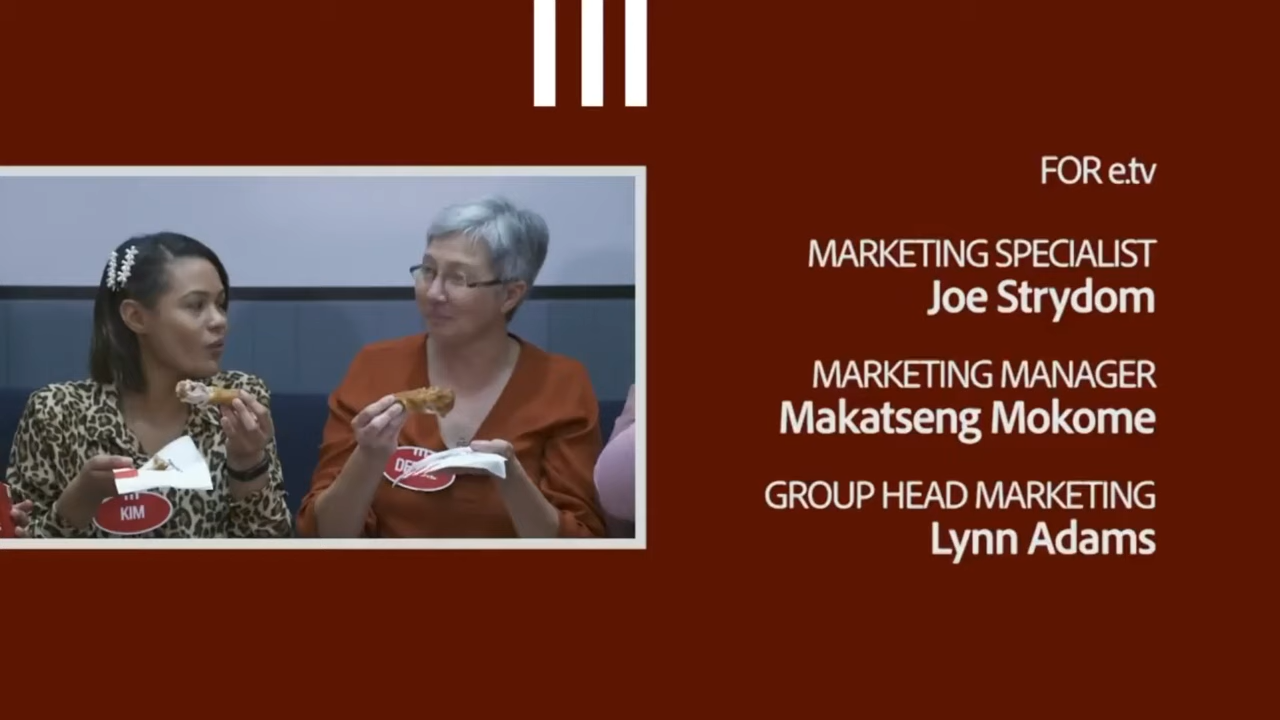 FOR e.tv
MARKETING SPECIALIST
Joe Strydom
MARKETING MANAGER
Makatseng Mokome
GROUP HEAD MARKETING
Lynn Adams
KIM